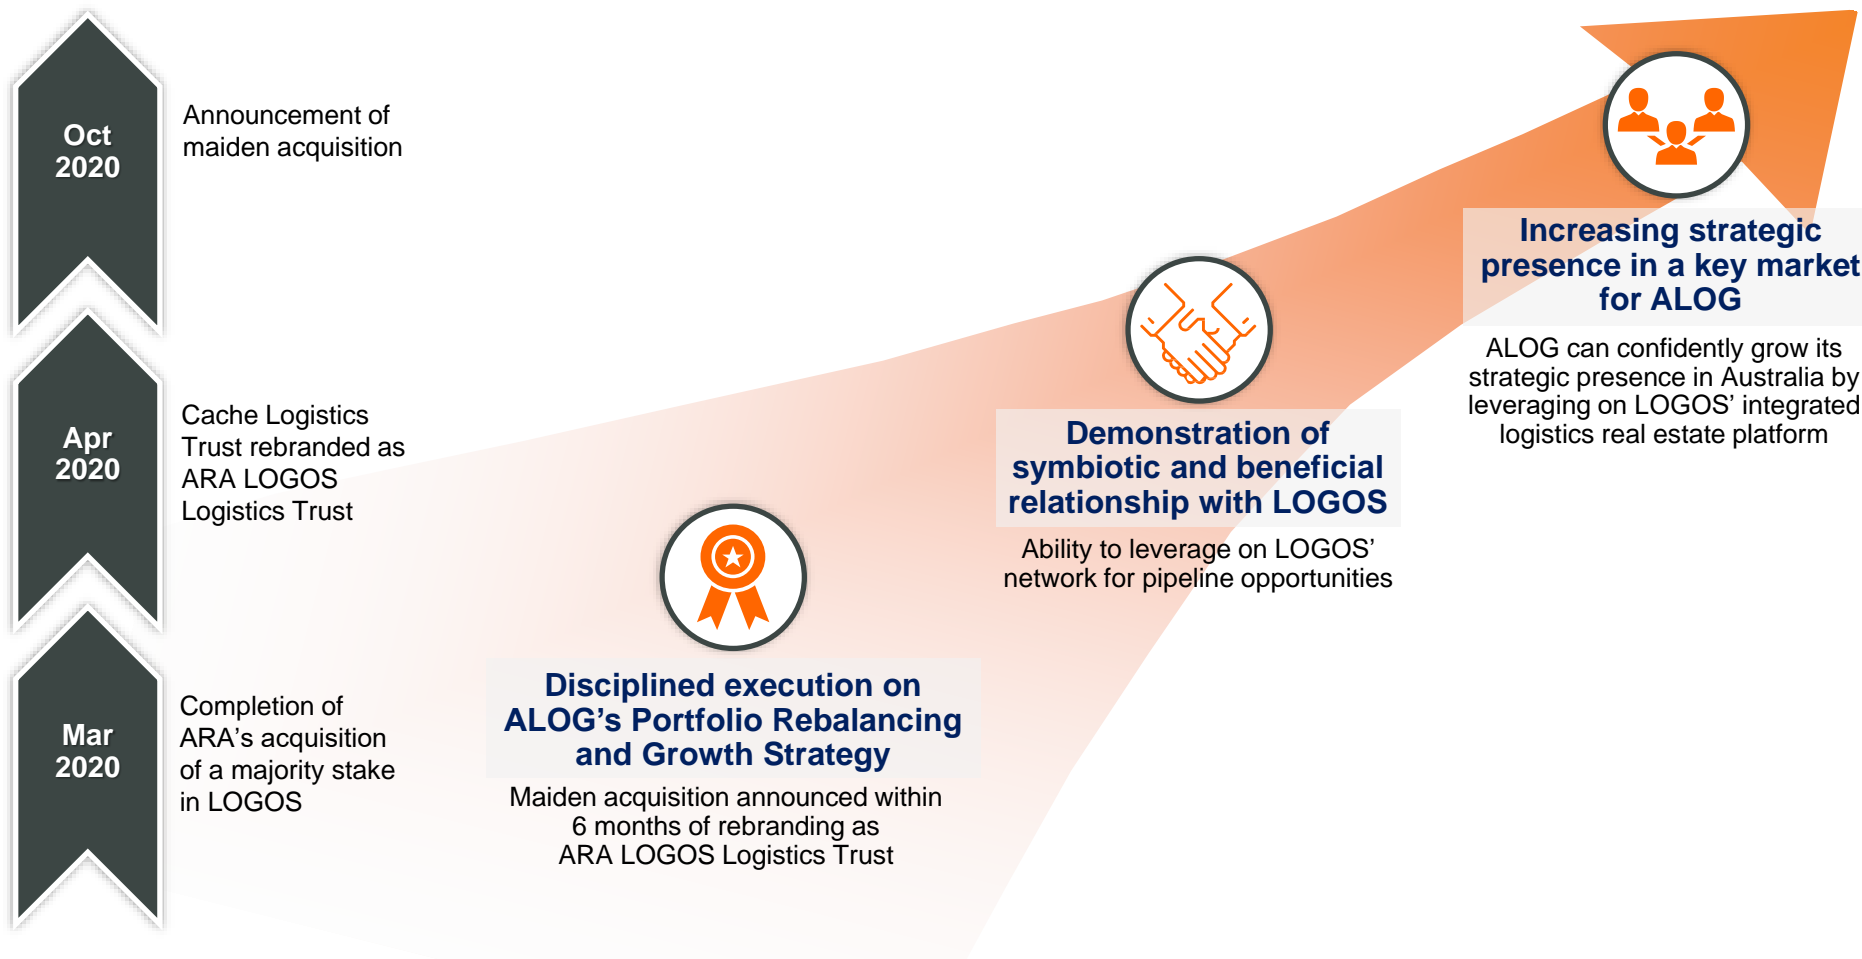 Oct
2020
Announcement of
maiden acquisition
Apr
2020
Cache Logistics
Trust rebranded as
ARA LOGOS
Logistics Trust
Mar
2020
Completion of
ARA's acquisition
of a majority stake
in LOGOS
Disciplined execution on
ALOG’s Portfolio Rebalancing
and Growth Strategy
Maiden acquisition announced within
6 months of rebranding as
ARA LOGOS Logistics Trust
Demonstration of
symbiotic and beneficial
relationship with LOGOS
Ability to leverage on LOGOS’
network for pipeline opportunities
Increasing strategic
presence in a key market
for ALOG
ALOG can confidently grow its
strategic presence in Australia by
leveraging on LOGOS’ integrated
logistics real estate platform